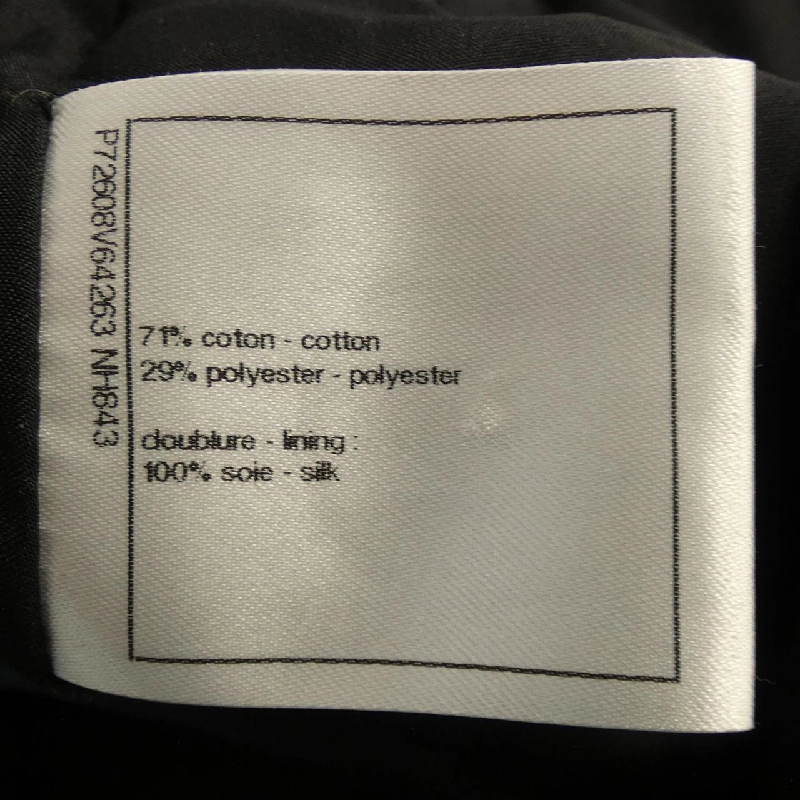 P72608V64263 NH843
71% coton - cotton
29% polyester - polyester
doublure - lining :
100% soie - silk